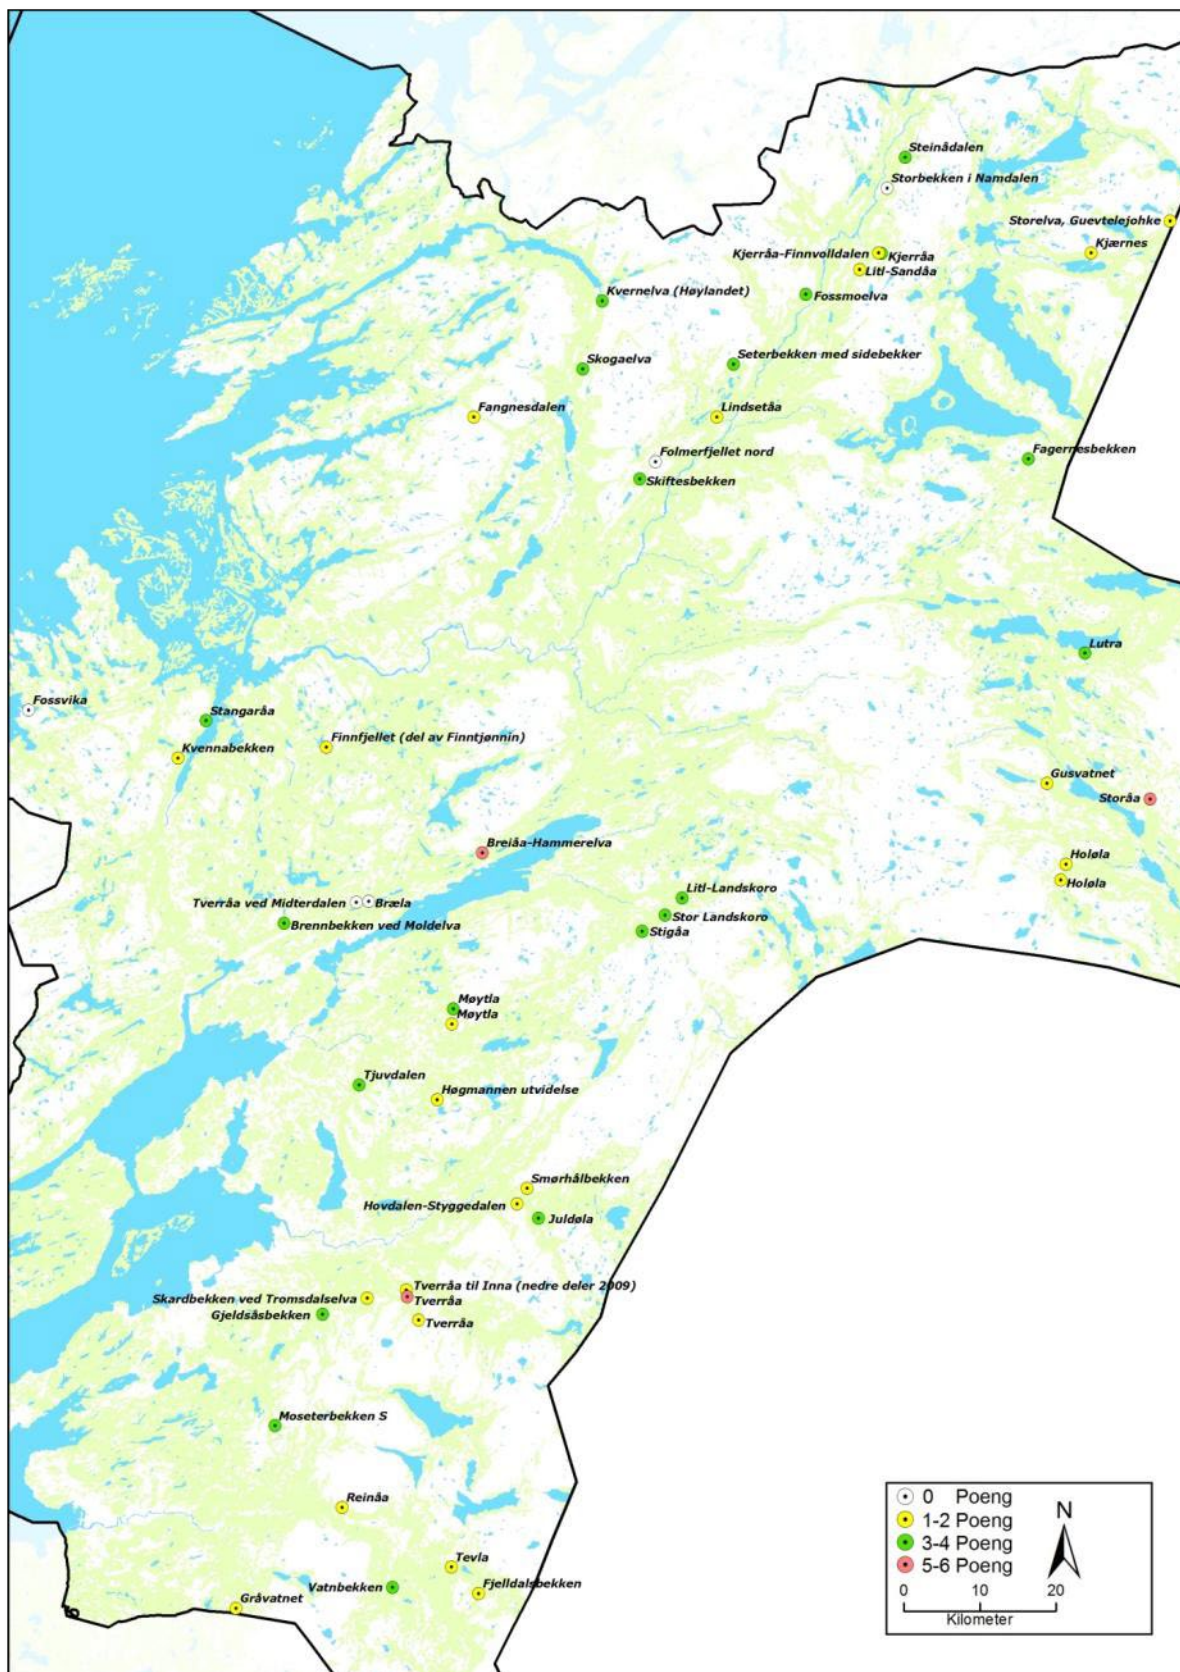 Steinådalen
Storbekken i Namdalen
Storelva, Guevtelejohke
Kjerråa-Finnvolldalen
Kjerråa
Kjærnes
Litl-Sandåa
Kvernelva (Høylandet)
Fossmoelva
Skogaelva
Seterbekken med sidebekker
Fangnesdalen
Lindsetåa
Folmerfjellet nord
Fagernesbekken
Skiftesbekken
Lutra
Fossvika
Stangaråa
Finnfjellet (del av Finntjønnin)
Kvennabekken
Gusvatnet
Storåa
Breiåa-Hammerelva
Holøla
Holøla
Litl-Landskoro
Tverråa ved Midterdalen
Bræla
Stor Landskoro
Brennbekken ved Moldelva
Stigåa
Møytla
Møytla
Tjuvdalen
Høgmannen utvidelse
Smørhålbekken
Hovdalen-Styggedalen
Juldøla
Tverråa til Inna (nedre deler 2009)
Skardbekken ved Tromsdalselva
Tverråa
Gjeldsåsbekken
Tverråa
Moseterbekken S
Reinåa
Tevla
Vatnbekken
Fjelldalsbekken
Gråvatnet
0 Poeng
1-2 Poeng
3-4 Poeng
5-6 Poeng
N
0 10 20
Kilometer